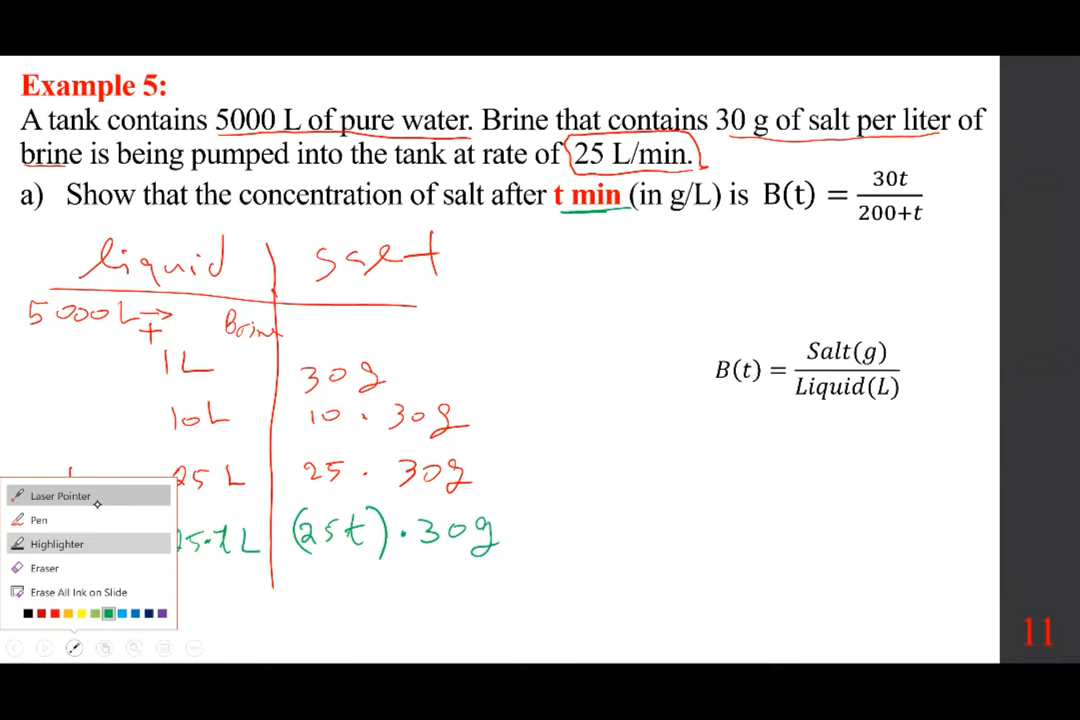 Example 5:
A tank contains 5000 L of pure water. Brine that contains 30 g of salt per liter of
brine is being pumped into the tank at rate of 25 L/min.
a) Show that the concentration of salt after t min (in g/L) is B(t) = 30t / 200+t
liquid salt
5000L → + Brine
1L 30g
10L 10 · 30g
25 L 25 · 30g
25·t L (25t) · 30g
B(t) = Salt(g) / Liquid(L)
Laser Pointer
Pen
Highlighter
Eraser
Erase All Ink on Slide
11